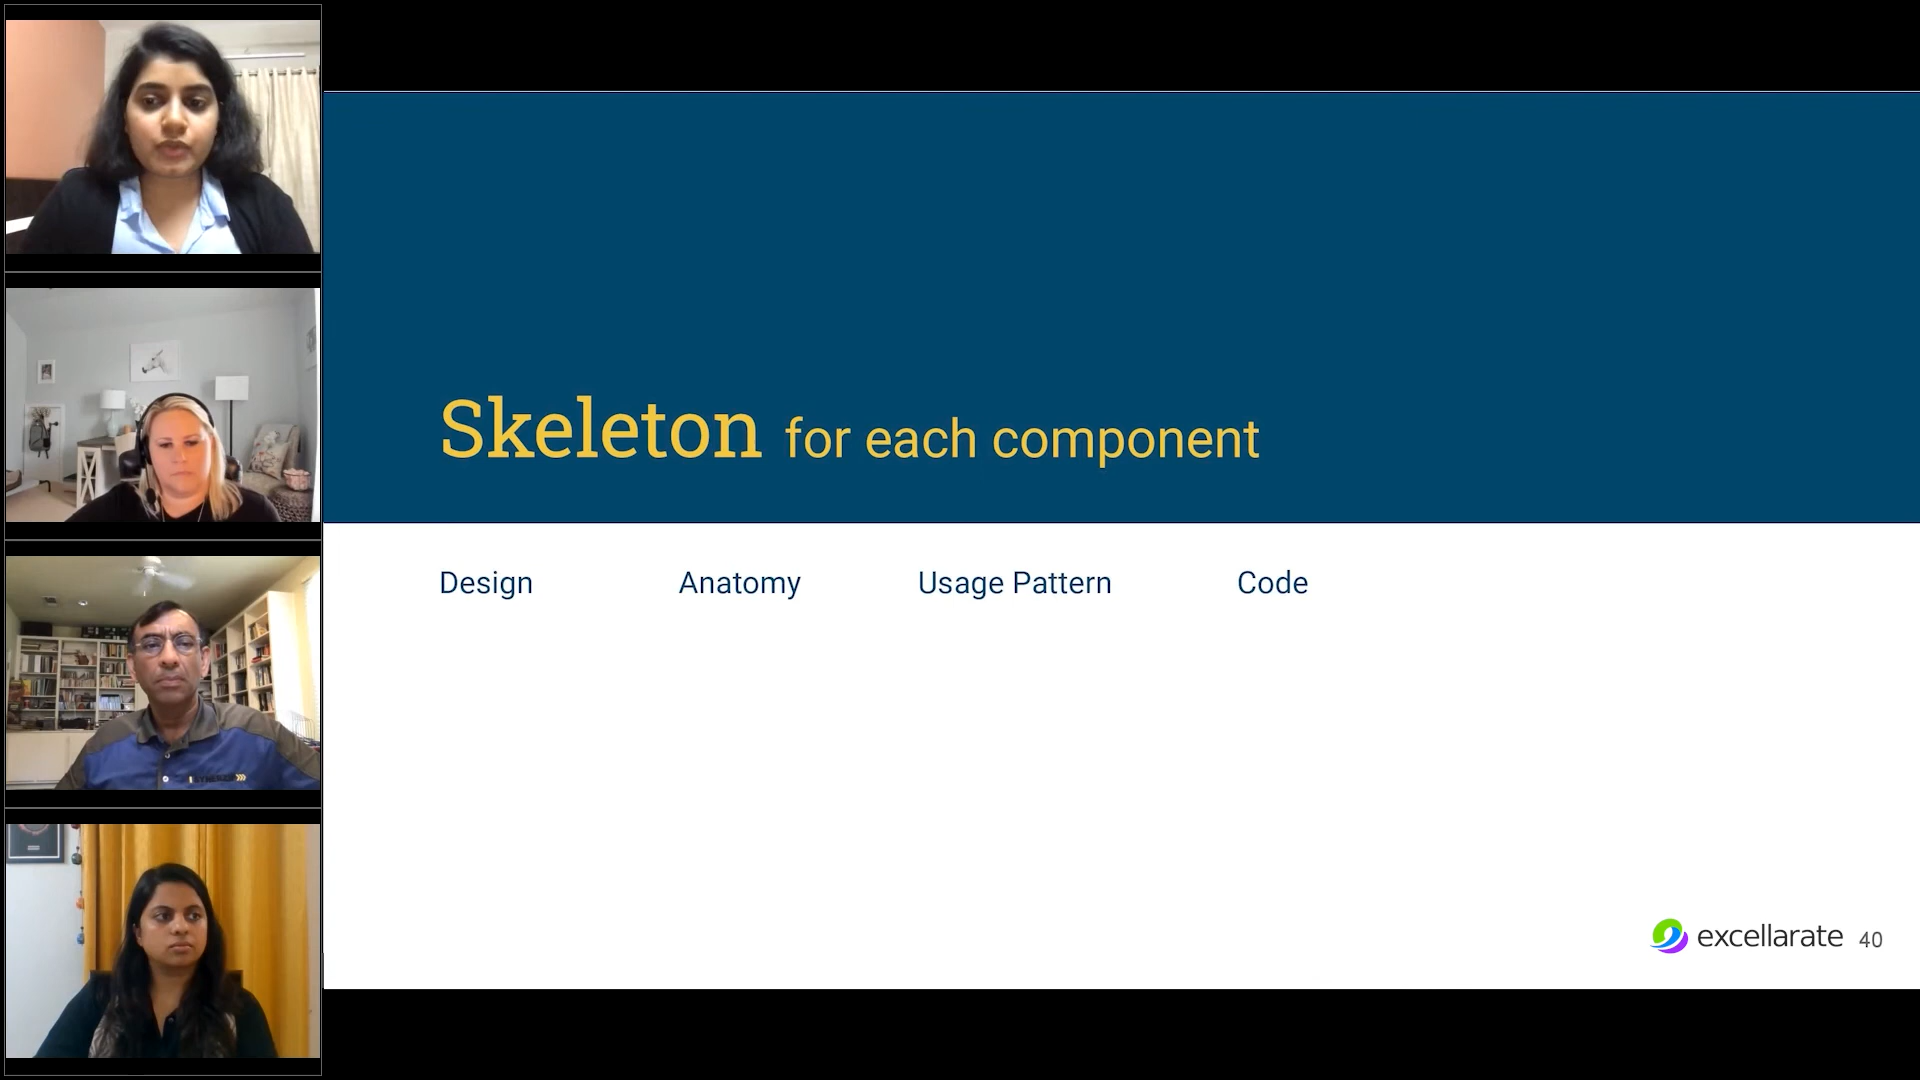 Skeleton for each component
Design Anatomy Usage Pattern Code
excellarate 40